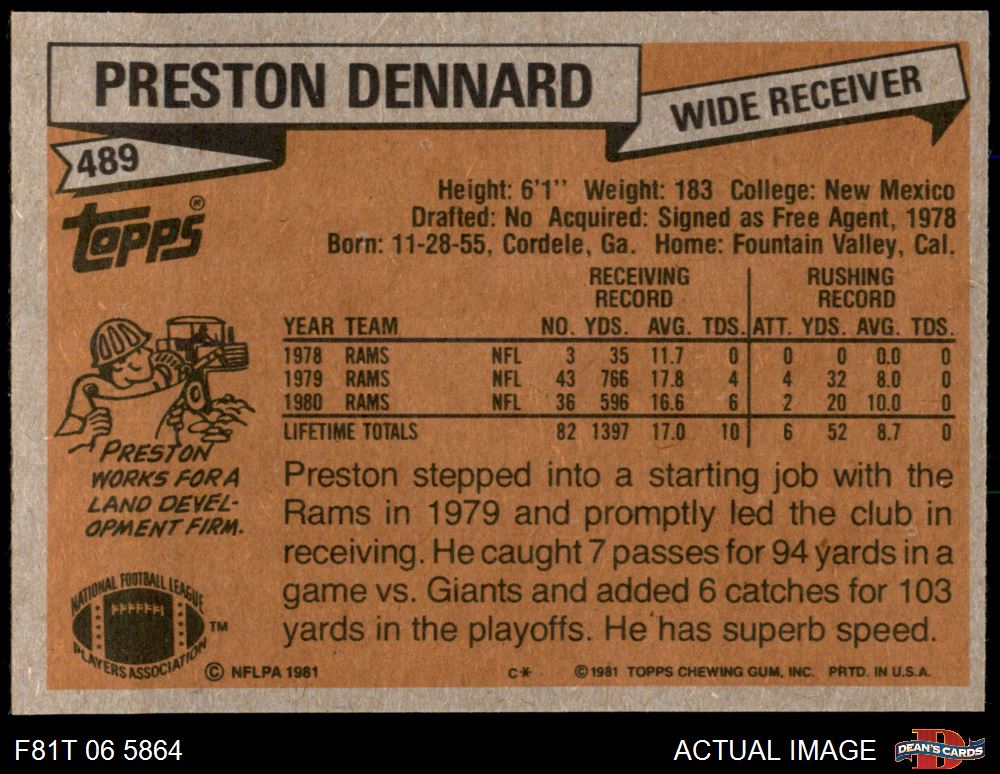 PRESTON DENNARD
WIDE RECEIVER
489
TOPPS®
Height: 6'1'' Weight: 183 College: New Mexico
Drafted: No Acquired: Signed as Free Agent, 1978
Born: 11-28-55, Cordele, Ga. Home: Fountain Valley, Cal.
RECEIVING RUSHING
RECORD RECORD
YEAR TEAM NO. YDS. AVG. TDS. ATT. YDS. AVG. TDS.
1978 RAMS NFL 3 35 11.7 0 0 0 0.0 0
1979 RAMS NFL 43 766 17.8 4 4 32 8.0 0
1980 RAMS NFL 36 596 16.6 6 2 20 10.0 0
LIFETIME TOTALS 82 1397 17.0 10 6 52 8.7 0
PRESTON
WORKS FOR A
LAND DEVEL-
OPMENT FIRM.
Preston stepped into a starting job with the
Rams in 1979 and promptly led the club in
receiving. He caught 7 passes for 94 yards in a
game vs. Giants and added 6 catches for 103
yards in the playoffs. He has superb speed.
NATIONAL FOOTBALL LEAGUE
PLAYERS ASSOCIATION
TM
© NFLPA 1981 C* ©1981 TOPPS CHEWING GUM, INC. PRTD. IN U.S.A.
F81T 06 5864 ACTUAL IMAGE
D
DEAN'S CARDS